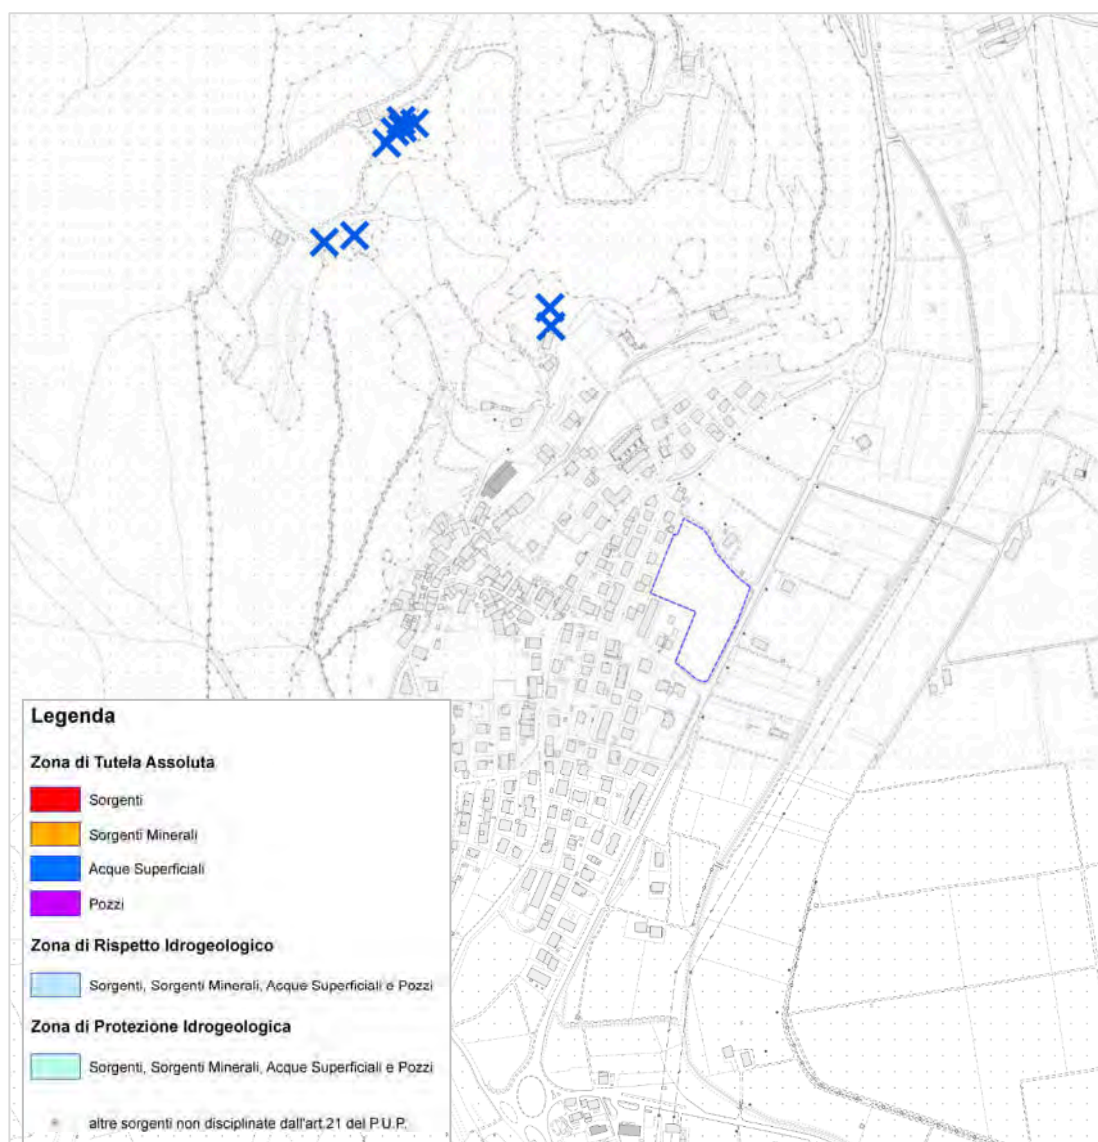 Legenda
Zona di Tutela Assoluta
Sorgenti
Sorgenti Minerali
Acque Superficiali
Pozzi
Zona di Rispetto Idrogeologico
Sorgenti, Sorgenti Minerali, Acque Superficiali e Pozzi
Zona di Protezione Idrogeologica
Sorgenti, Sorgenti Minerali, Acque Superficiali e Pozzi
altre sorgenti non disciplinate dall'art.21 del P.U.P.